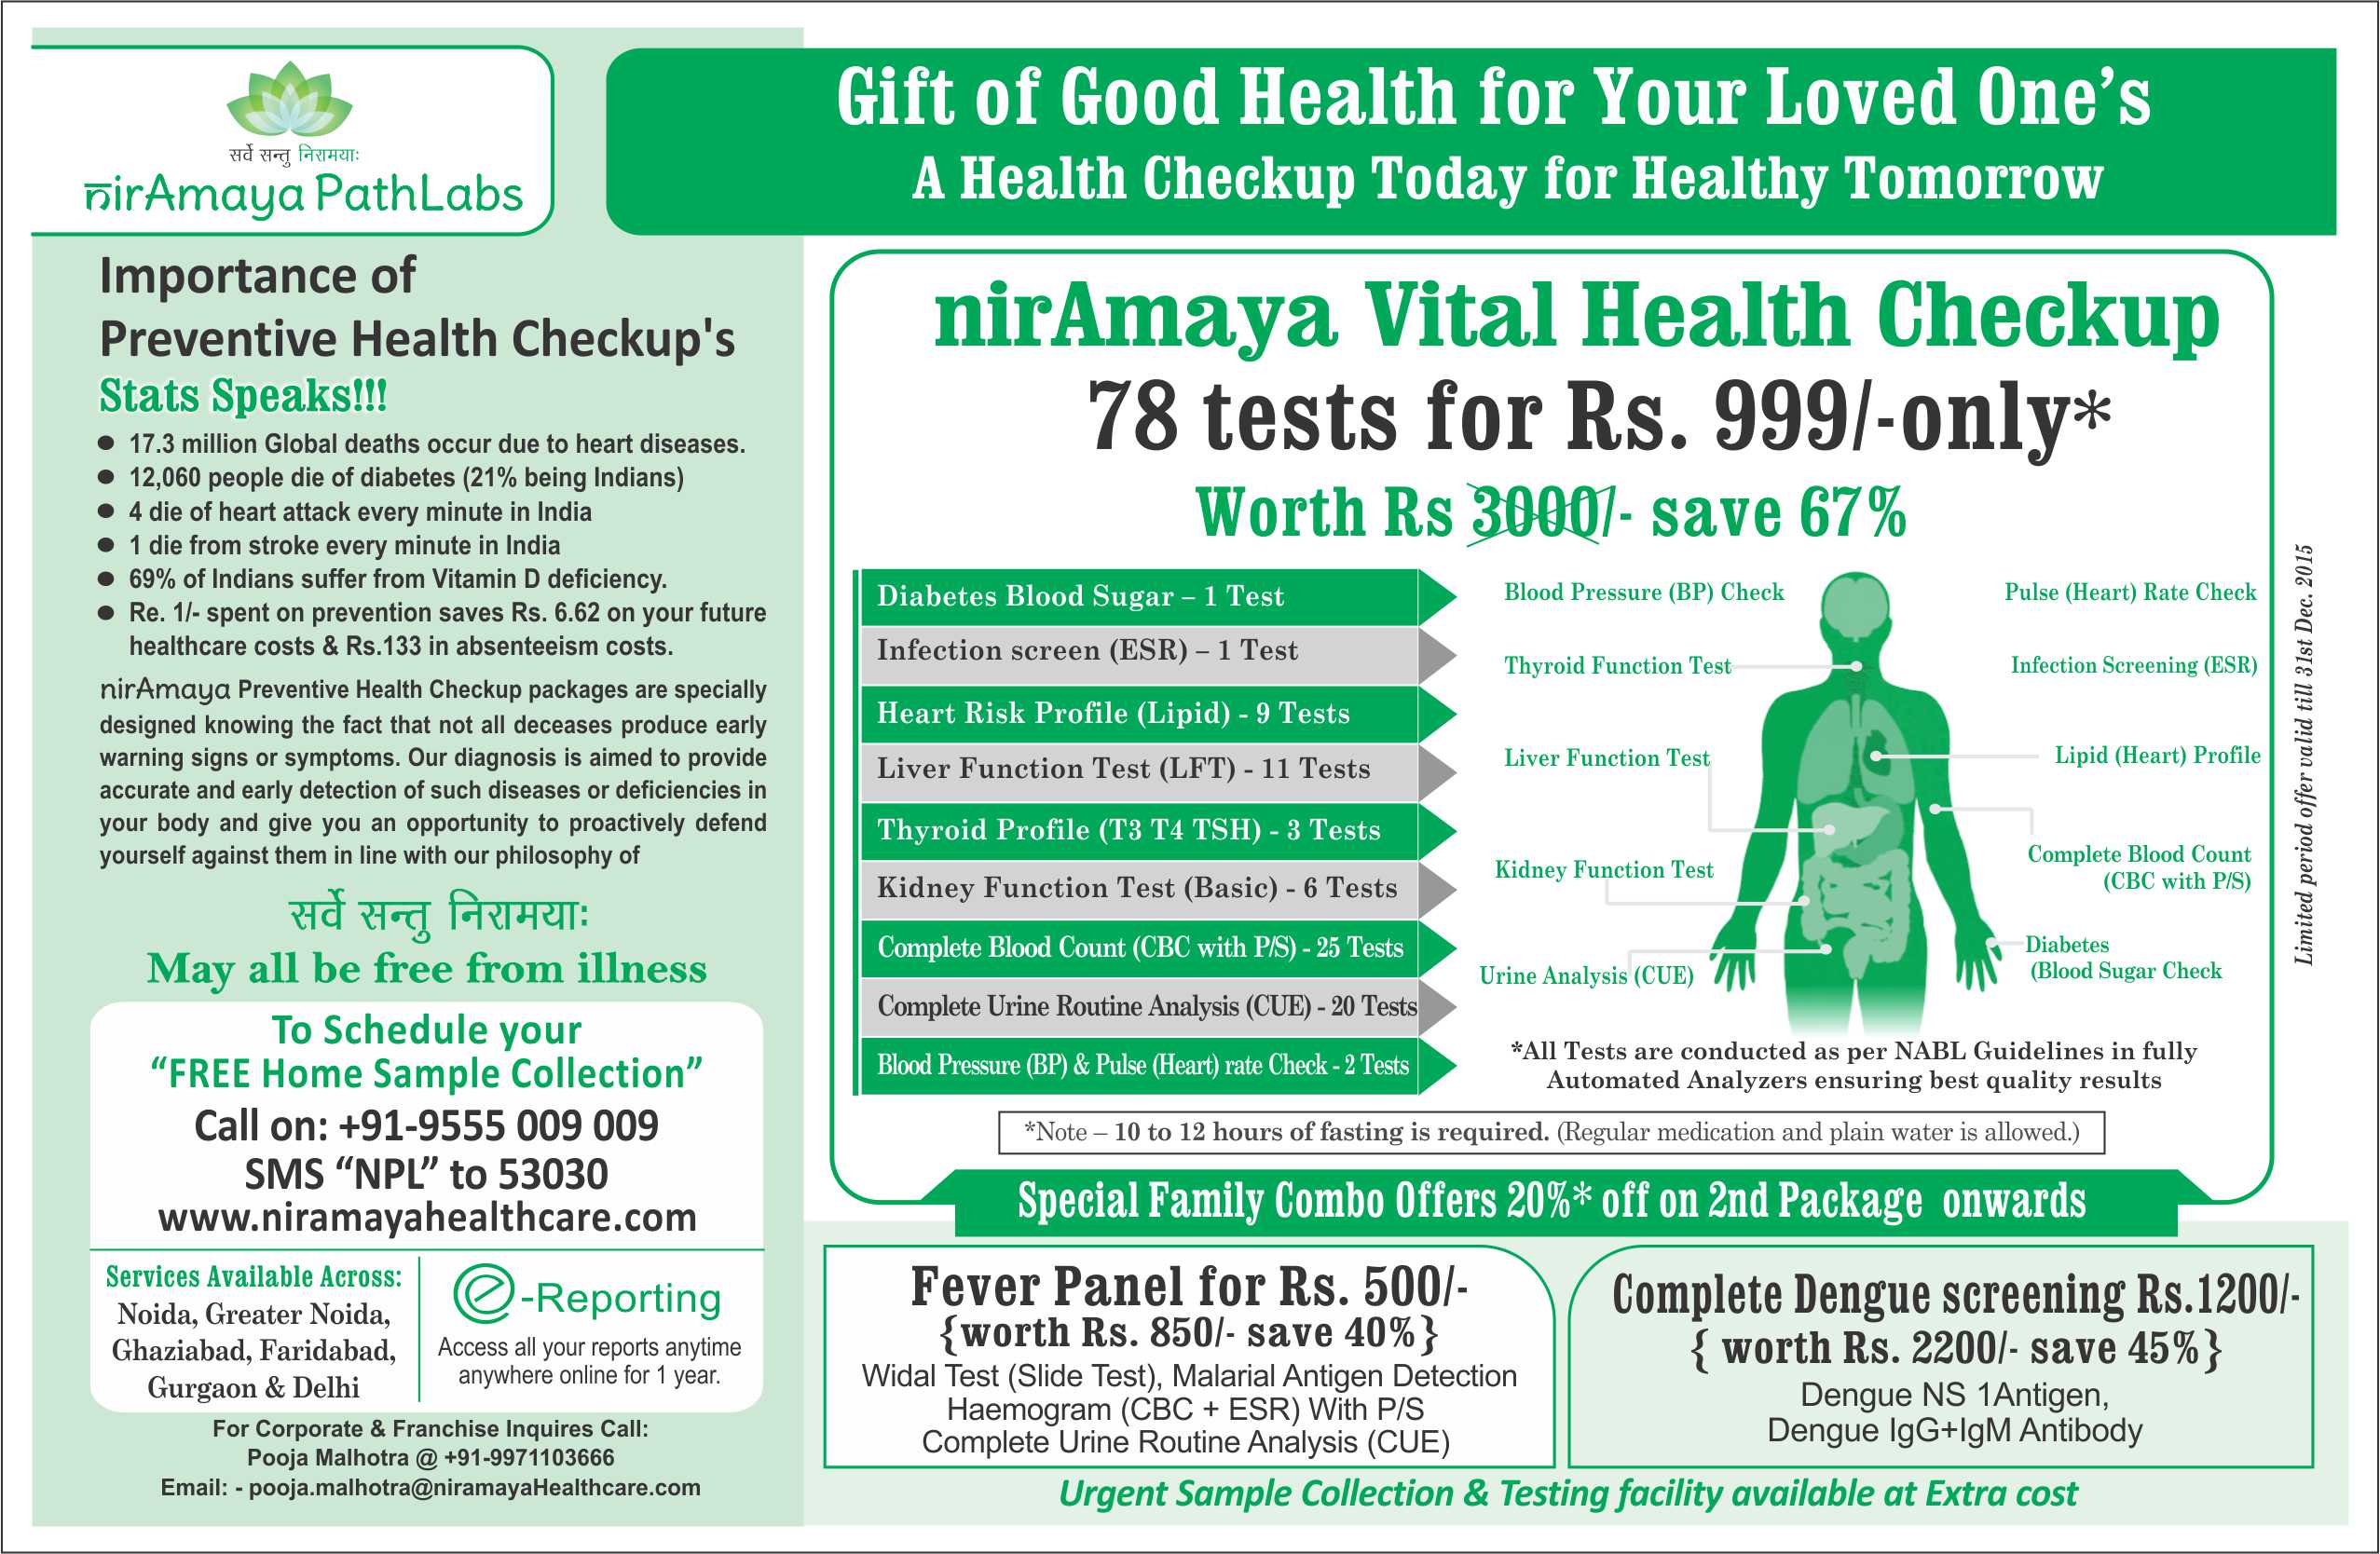 सर्वे सन्तु निरामयाः
nirAmaya PathLabs
Gift of Good Health for Your Loved One's
A Health Checkup Today for Healthy Tomorrow
Importance of
Preventive Health Checkup's
Stats Speaks!!!
● 17.3 million Global deaths occur due to heart diseases.
● 12,060 people die of diabetes (21% being Indians)
● 4 die of heart attack every minute in India
● 1 die from stroke every minute in India
● 69% of Indians suffer from Vitamin D deficiency.
● Re. 1/- spent on prevention saves Rs. 6.62 on your future
healthcare costs & Rs.133 in absenteeism costs.
nirAmaya Preventive Health Checkup packages are specially
designed knowing the fact that not all deceases produce early
warning signs or symptoms. Our diagnosis is aimed to provide
accurate and early detection of such diseases or deficiencies in
your body and give you an opportunity to proactively defend
yourself against them in line with our philosophy of
सर्वे सन्तु निरामयाः
May all be free from illness
To Schedule your
“FREE Home Sample Collection”
Call on: +91-9555 009 009
SMS “NPL” to 53030
www.niramayahealthcare.com
Services Available Across:
Noida, Greater Noida,
Ghaziabad, Faridabad,
Gurgaon & Delhi
e-Reporting
Access all your reports anytime
anywhere online for 1 year.
For Corporate & Franchise Inquires Call:
Pooja Malhotra @ +91-9971103666
Email: - pooja.malhotra@niramayaHealthcare.com
nirAmaya Vital Health Checkup
78 tests for Rs. 999/-only*
Worth Rs 3000/- save 67%
Diabetes Blood Sugar – 1 Test
Infection screen (ESR) – 1 Test
Heart Risk Profile (Lipid) - 9 Tests
Liver Function Test (LFT) - 11 Tests
Thyroid Profile (T3 T4 TSH) - 3 Tests
Kidney Function Test (Basic) - 6 Tests
Complete Blood Count (CBC with P/S) - 25 Tests
Complete Urine Routine Analysis (CUE) - 20 Tests
Blood Pressure (BP) & Pulse (Heart) rate Check - 2 Tests
Blood Pressure (BP) Check
Thyroid Function Test
Liver Function Test
Kidney Function Test
Urine Analysis (CUE)
Pulse (Heart) Rate Check
Infection Screening (ESR)
Lipid (Heart) Profile
Complete Blood Count
(CBC with P/S)
Diabetes
(Blood Sugar Check
*All Tests are conducted as per NABL Guidelines in fully
Automated Analyzers ensuring best quality results
Limited period offer valid till 31st Dec. 2015
*Note – 10 to 12 hours of fasting is required. (Regular medication and plain water is allowed.)
Special Family Combo Offers 20%* off on 2nd Package onwards
Fever Panel for Rs. 500/-
{worth Rs. 850/- save 40%}
Widal Test (Slide Test), Malarial Antigen Detection
Haemogram (CBC + ESR) With P/S
Complete Urine Routine Analysis (CUE)
Complete Dengue screening Rs.1200/-
{ worth Rs. 2200/- save 45%}
Dengue NS 1Antigen,
Dengue IgG+IgM Antibody
Urgent Sample Collection & Testing facility available at Extra cost